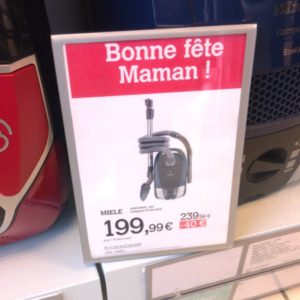 Bonne fête
Maman !
MIELE
199,99€
239,99 €
-40 €